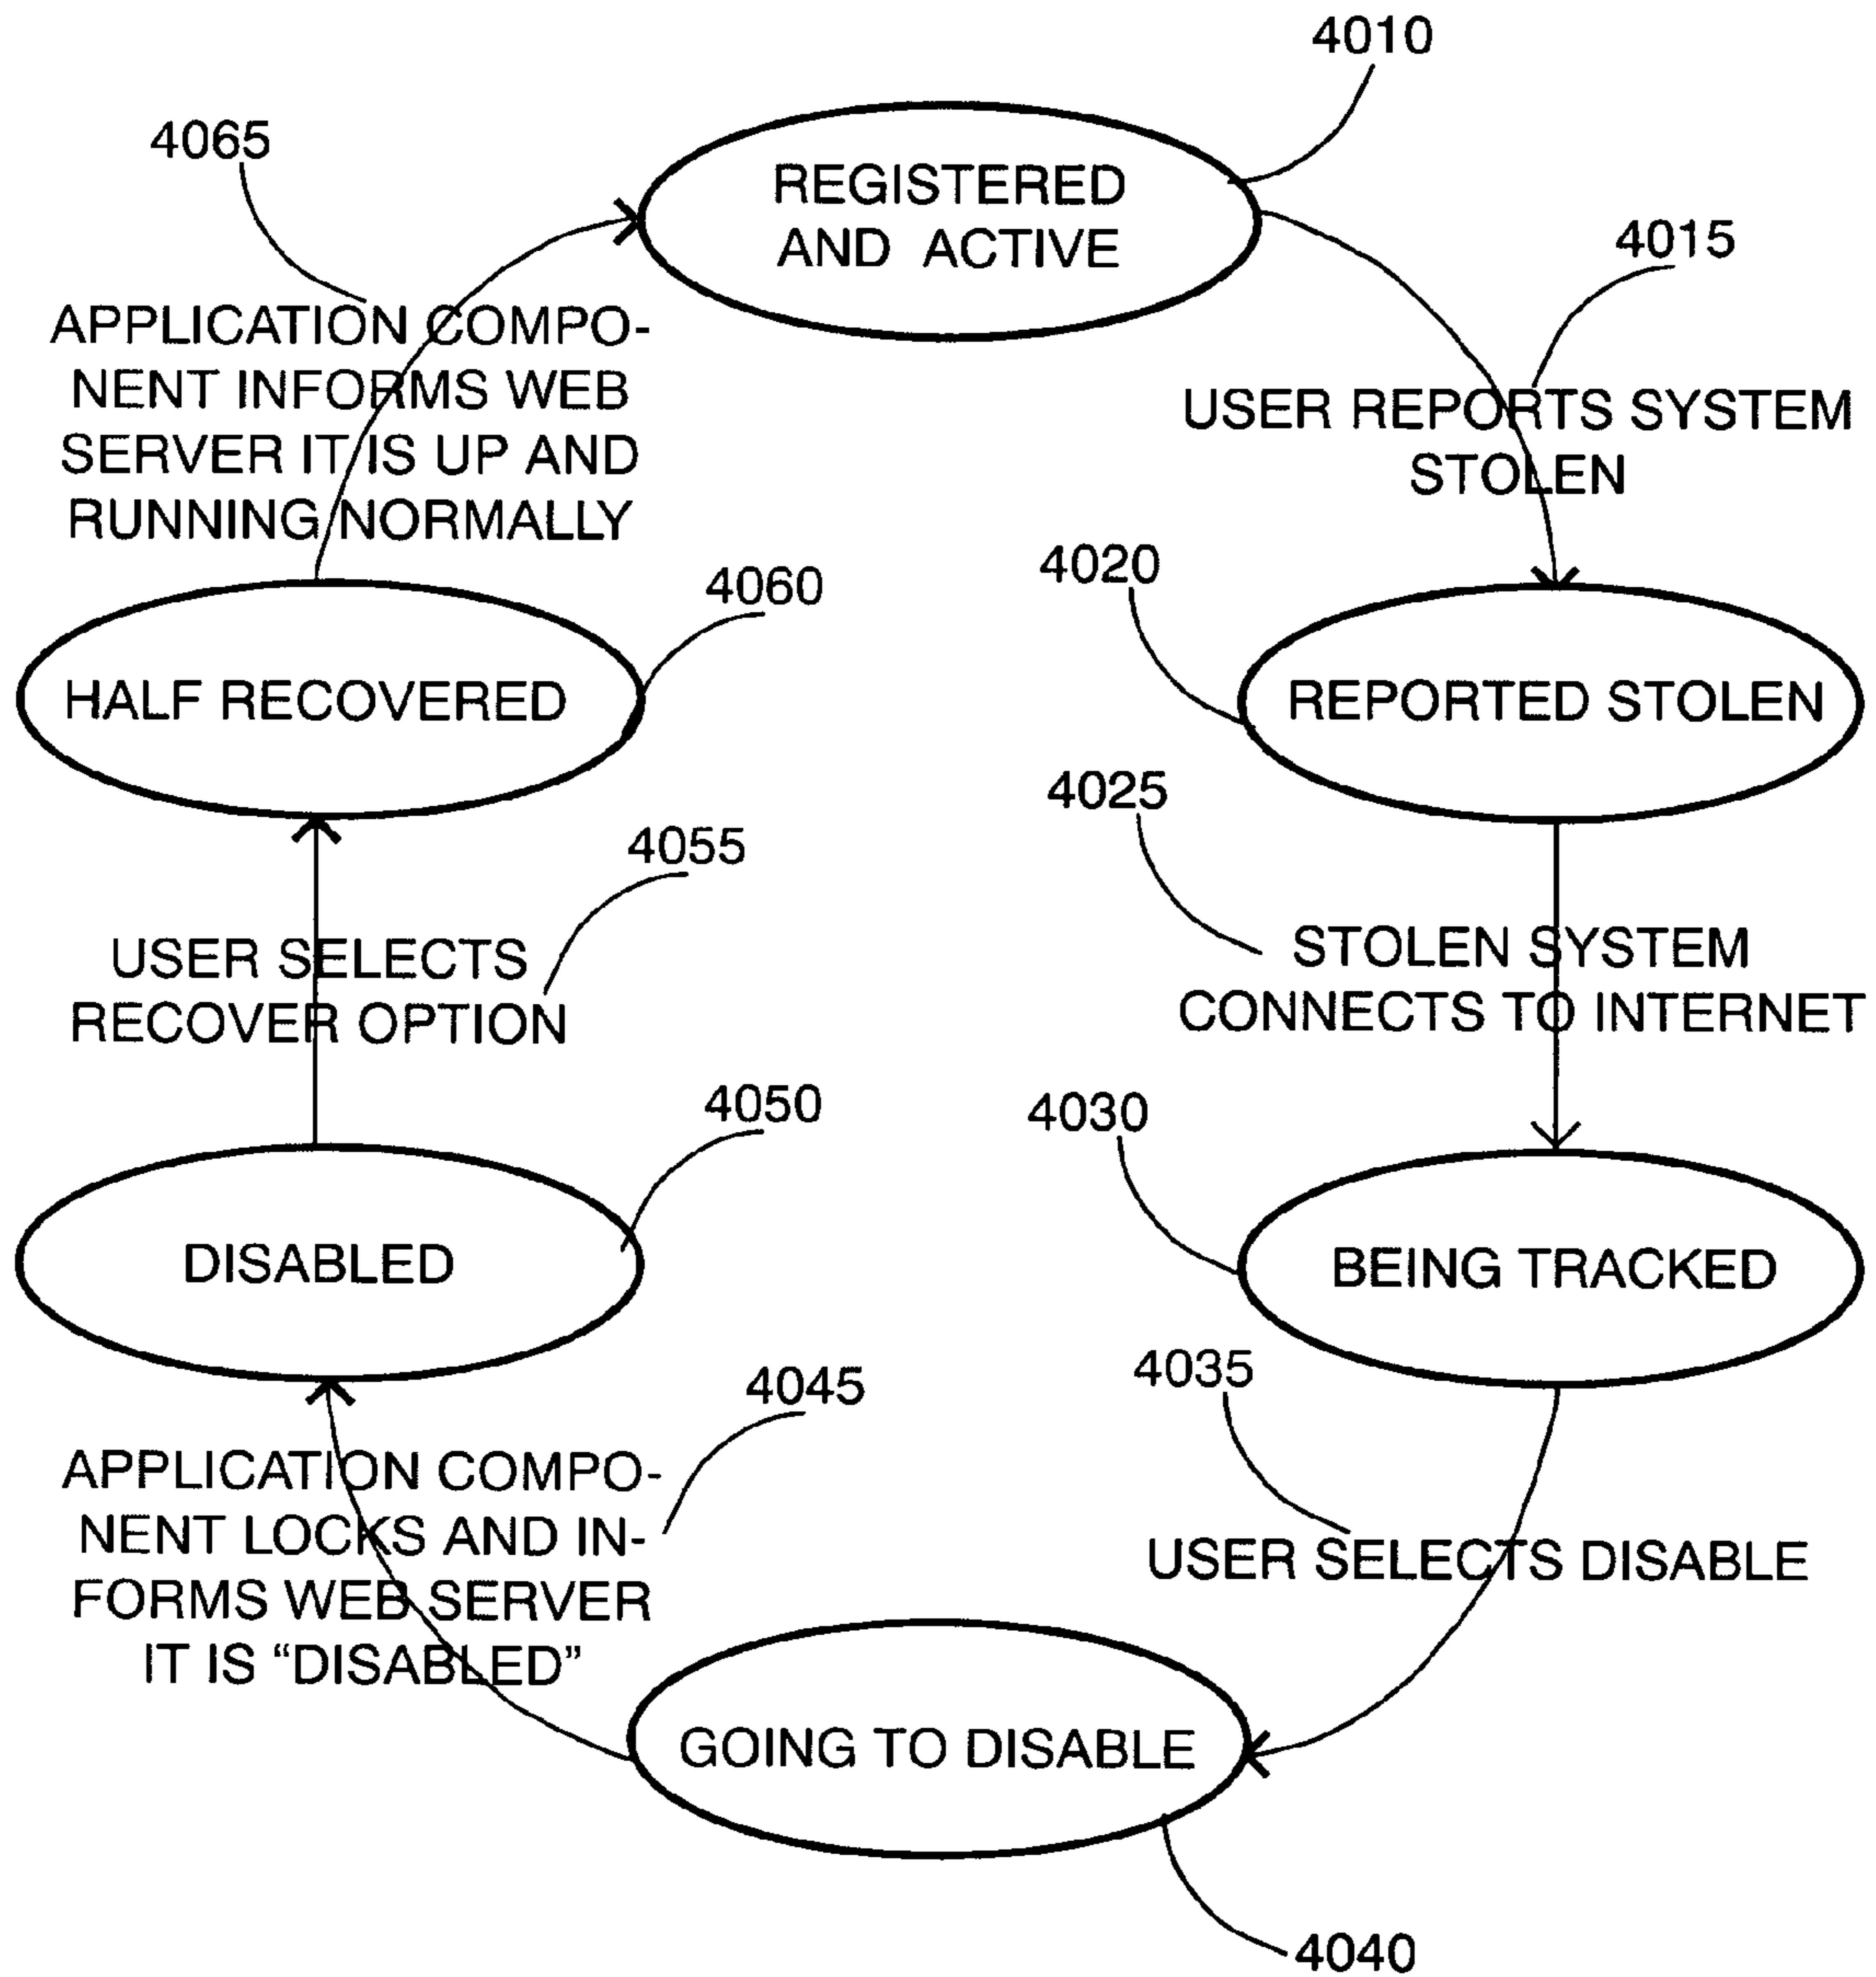 4010
4065
REGISTERED
AND ACTIVE
4015
APPLICATION COMPO-
NENT INFORMS WEB
SERVER IT IS UP AND
RUNNING NORMALLY
USER REPORTS SYSTEM
STOLEN
4020
4060
HALF RECOVERED
REPORTED STOLEN
4025
4055
STOLEN SYSTEM
CONNECTS TO INTERNET
USER SELECTS
RECOVER OPTION
4050
4030
DISABLED
BEING TRACKED
4035
4045
APPLICATION COMPO-
NENT LOCKS AND IN-
FORMS WEB SERVER
IT IS “DISABLED”
USER SELECTS DISABLE
GOING TO DISABLE
4040